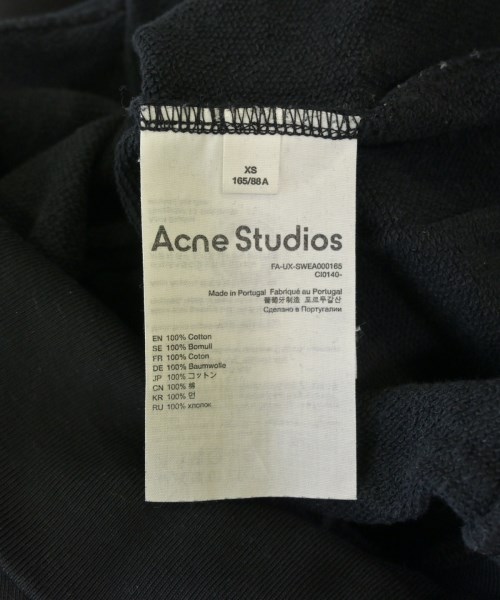 XS
165/88 A
Acne Studios
FA-UX-SWEA000165
CI0140-
Made in Portugal Fabriqué au Portugal
葡萄牙制造 포르투갈산
Сделано в Португалии
EN 100% Cotton
SE 100% Bomull
FR 100% Coton
DE 100% Baumwolle
JP 100% コットン
CN 100% 棉
KR 100% 면
RU 100% хлопок